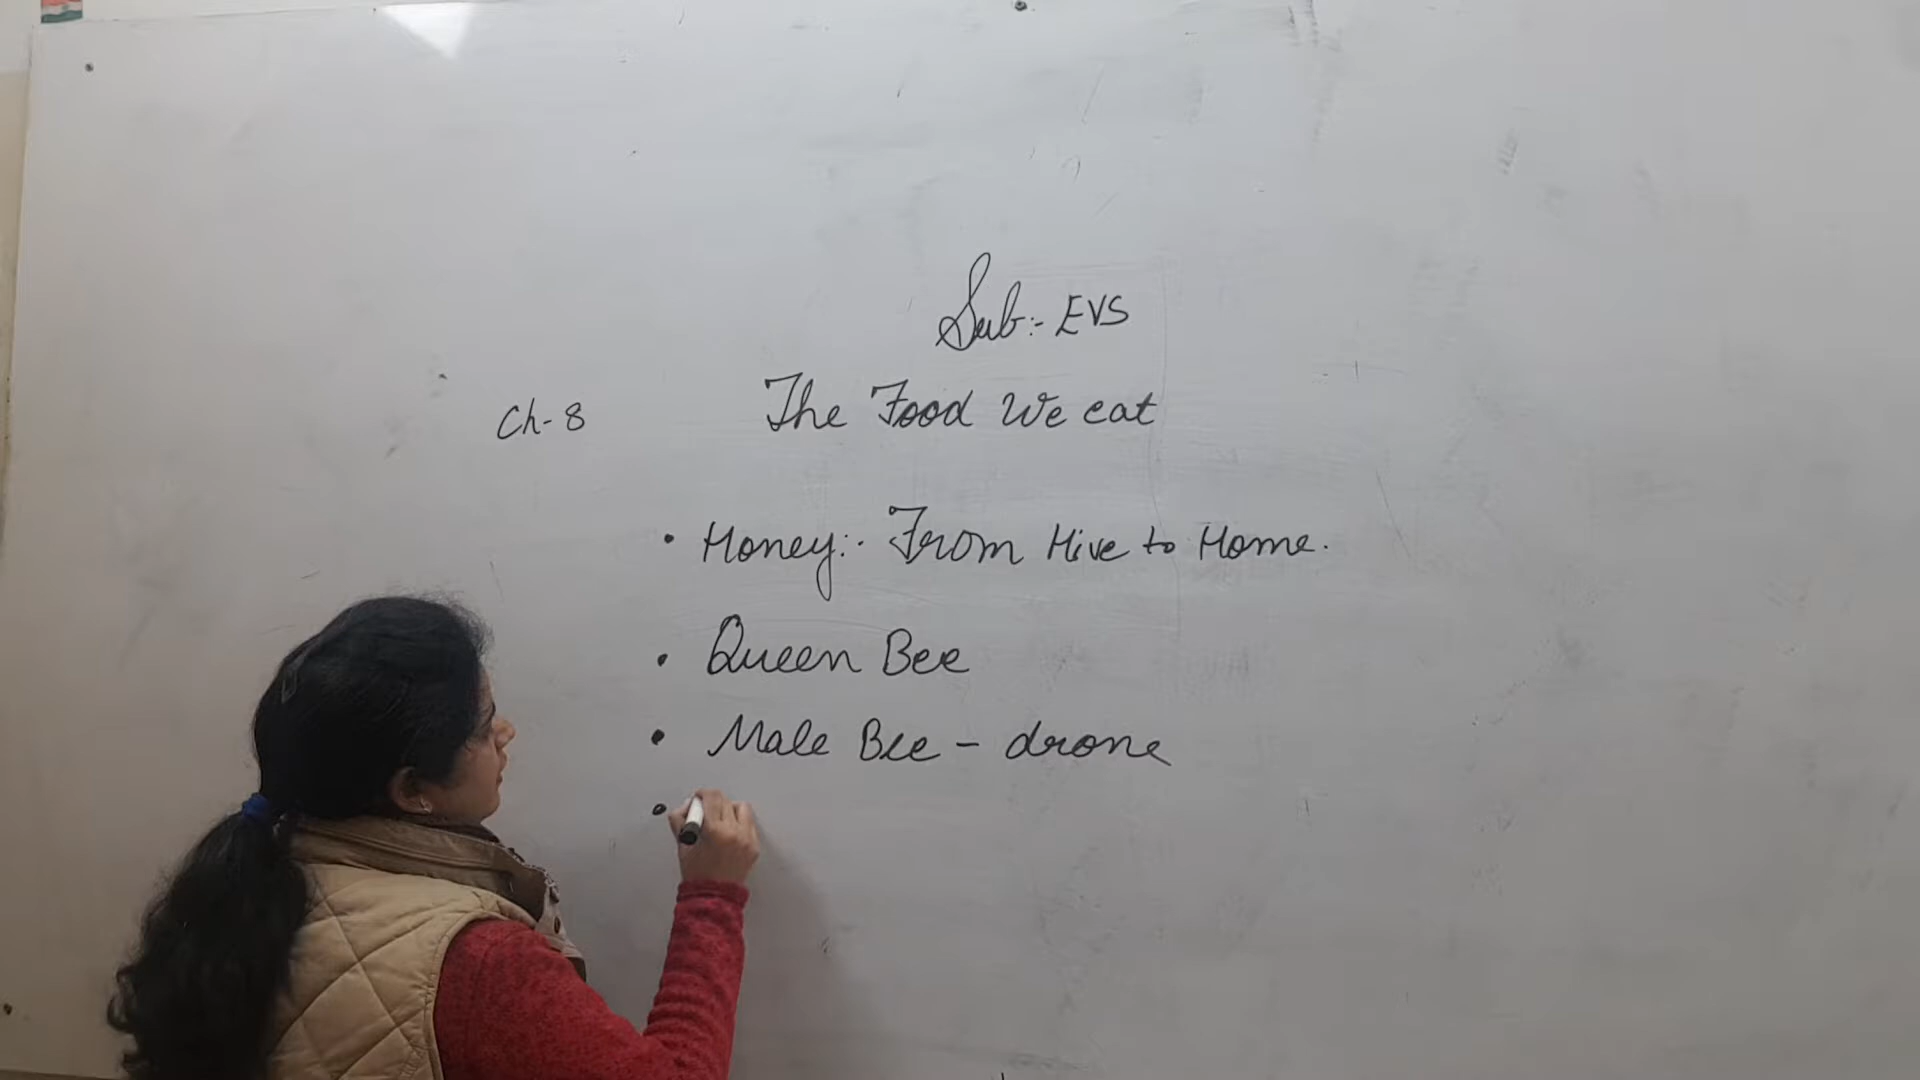 Sub:- EVS
Ch-8 The Food We eat
• Honey:- From Hive to Home.
• Queen Bee
• Male Bee - drone
•